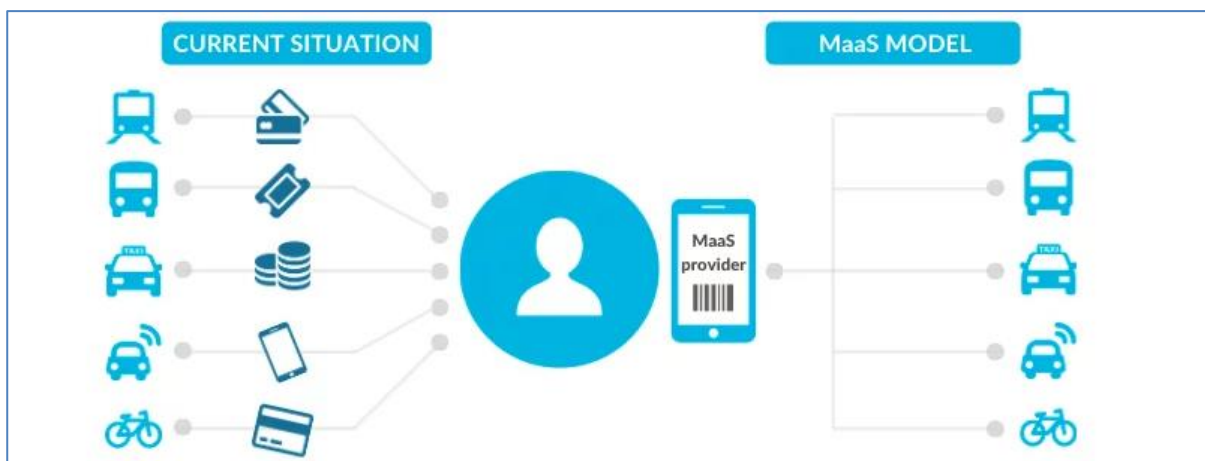 CURRENT SITUATION
MaaS MODEL
TAXI
MaaS
provider
TAXI